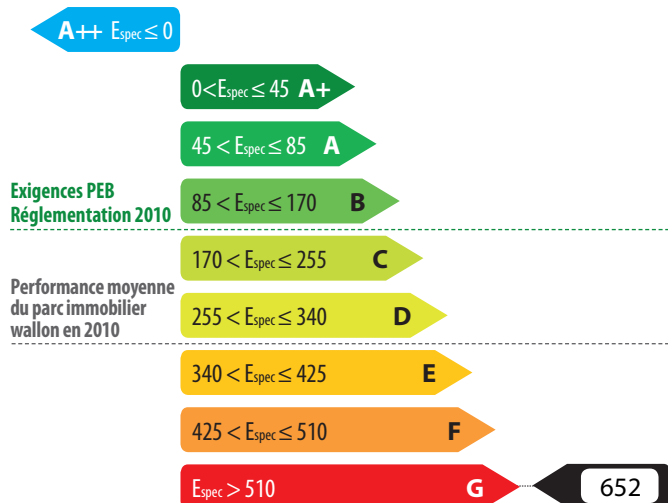 A++ Espec ≤ 0
0<Espec ≤ 45 A+
45 < Espec ≤ 85 A
Exigences PEB
Réglementation 2010
85 < Espec ≤ 170 B
170 < Espec ≤ 255 C
Performance moyenne
du parc immobilier
wallon en 2010
255 < Espec ≤ 340 D
340 < Espec ≤ 425 E
425 < Espec ≤ 510 F
Espec > 510 G
652